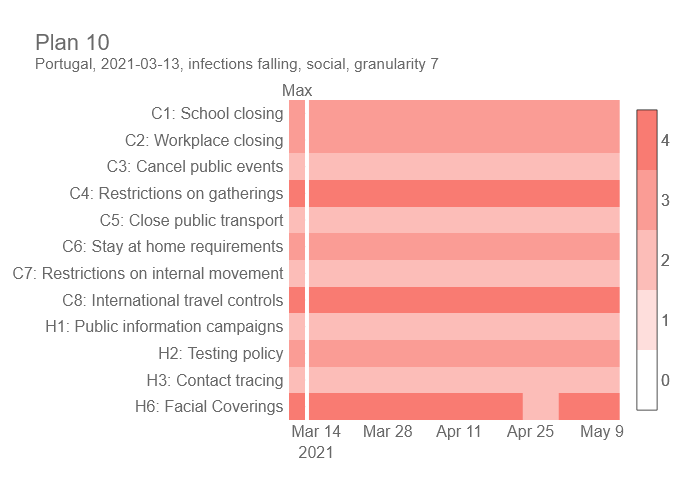 Plan 10
Portugal, 2021-03-13, infections falling, social, granularity 7
Max
C1: School closing
C2: Workplace closing
C3: Cancel public events
C4: Restrictions on gatherings
C5: Close public transport
C6: Stay at home requirements
C7: Restrictions on internal movement
C8: International travel controls
H1: Public information campaigns
H2: Testing policy
H3: Contact tracing
H6: Facial Coverings
Mar 14 Mar 28 Apr 11 Apr 25 May 9
2021
4
3
2
1
0